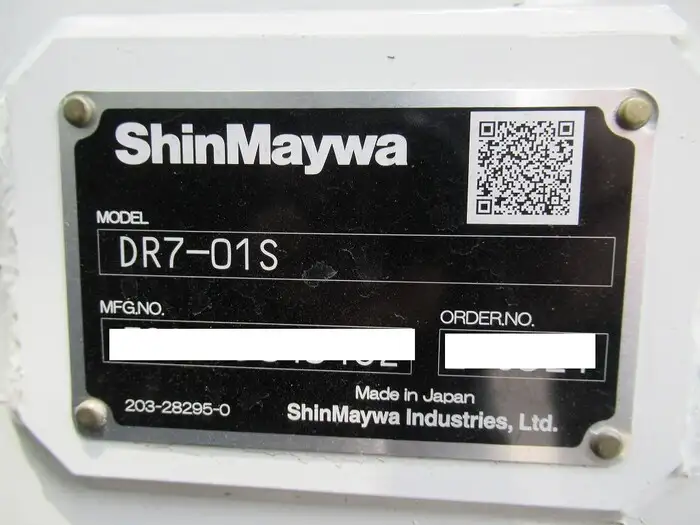 ShinMaywa
MODEL
DR7-01S
MFG.NO.
ORDER.NO.
Made in Japan
203-28295-0
ShinMaywa Industries, Ltd.